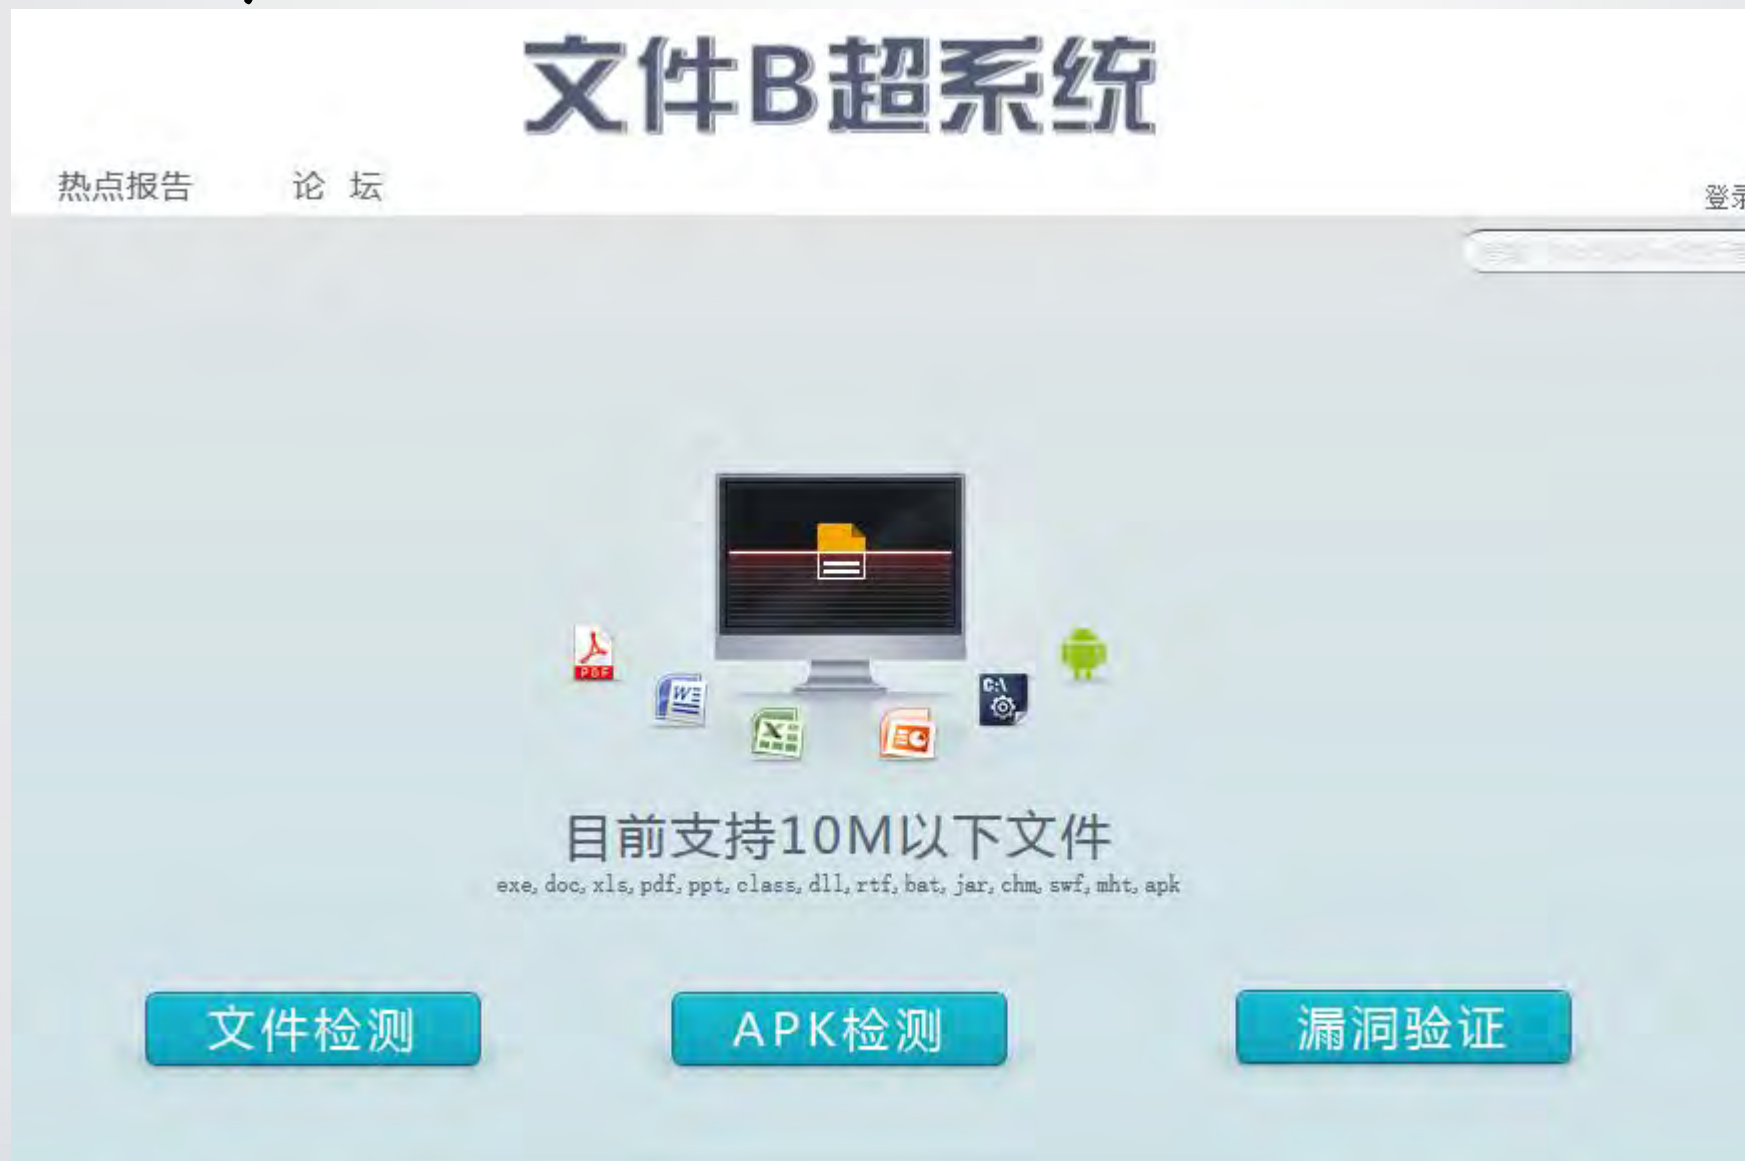 文件B超系统
热点报告 论 坛
登录
PDF
W
X
C:\
目前支持10M以下文件
exe, doc, xls, pdf, ppt, class, dll, rtf, bat, jar, chm, swf, mht, apk
文件检测 APK检测 漏洞验证